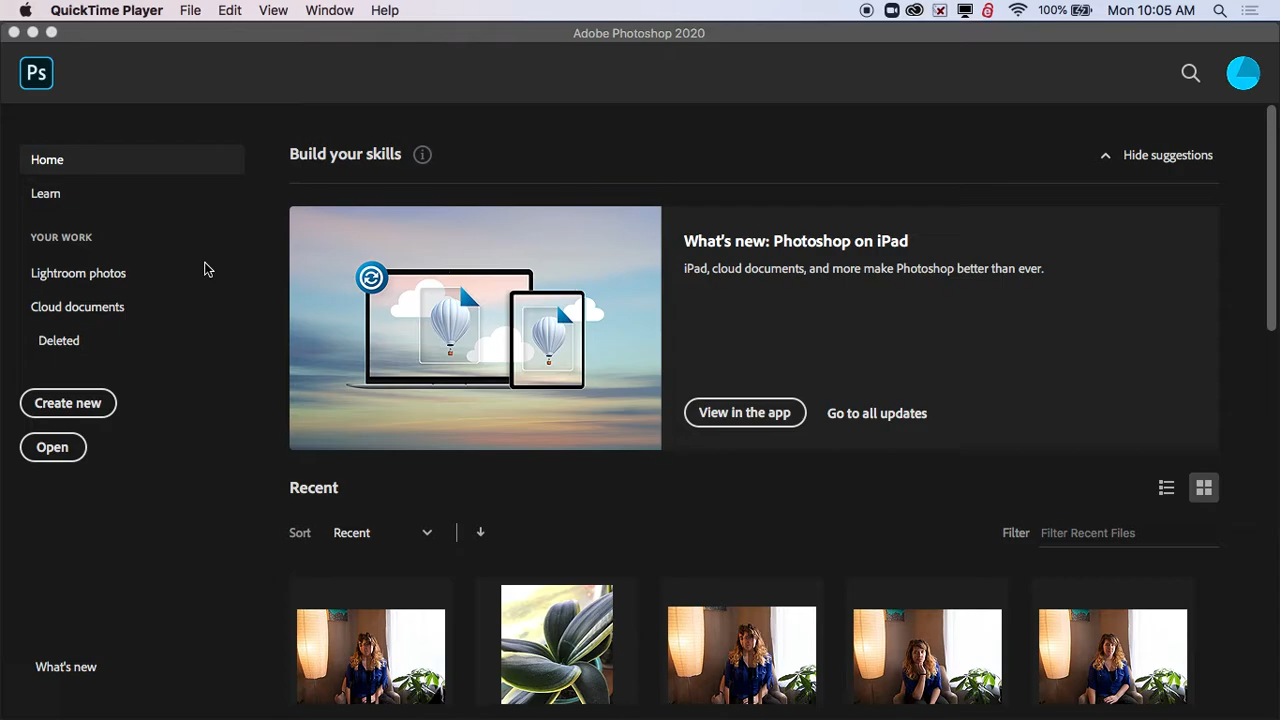 QuickTime Player File Edit View Window Help 100% Mon 10:05 AM
Adobe Photoshop 2020
Ps
Home
Learn
YOUR WORK
Lightroom photos
Cloud documents
Deleted
Create new
Open
What's new
Build your skills
Hide suggestions
What's new: Photoshop on iPad
iPad, cloud documents, and more make Photoshop better than ever.
View in the app Go to all updates
Recent
Sort Recent Filter Filter Recent Files